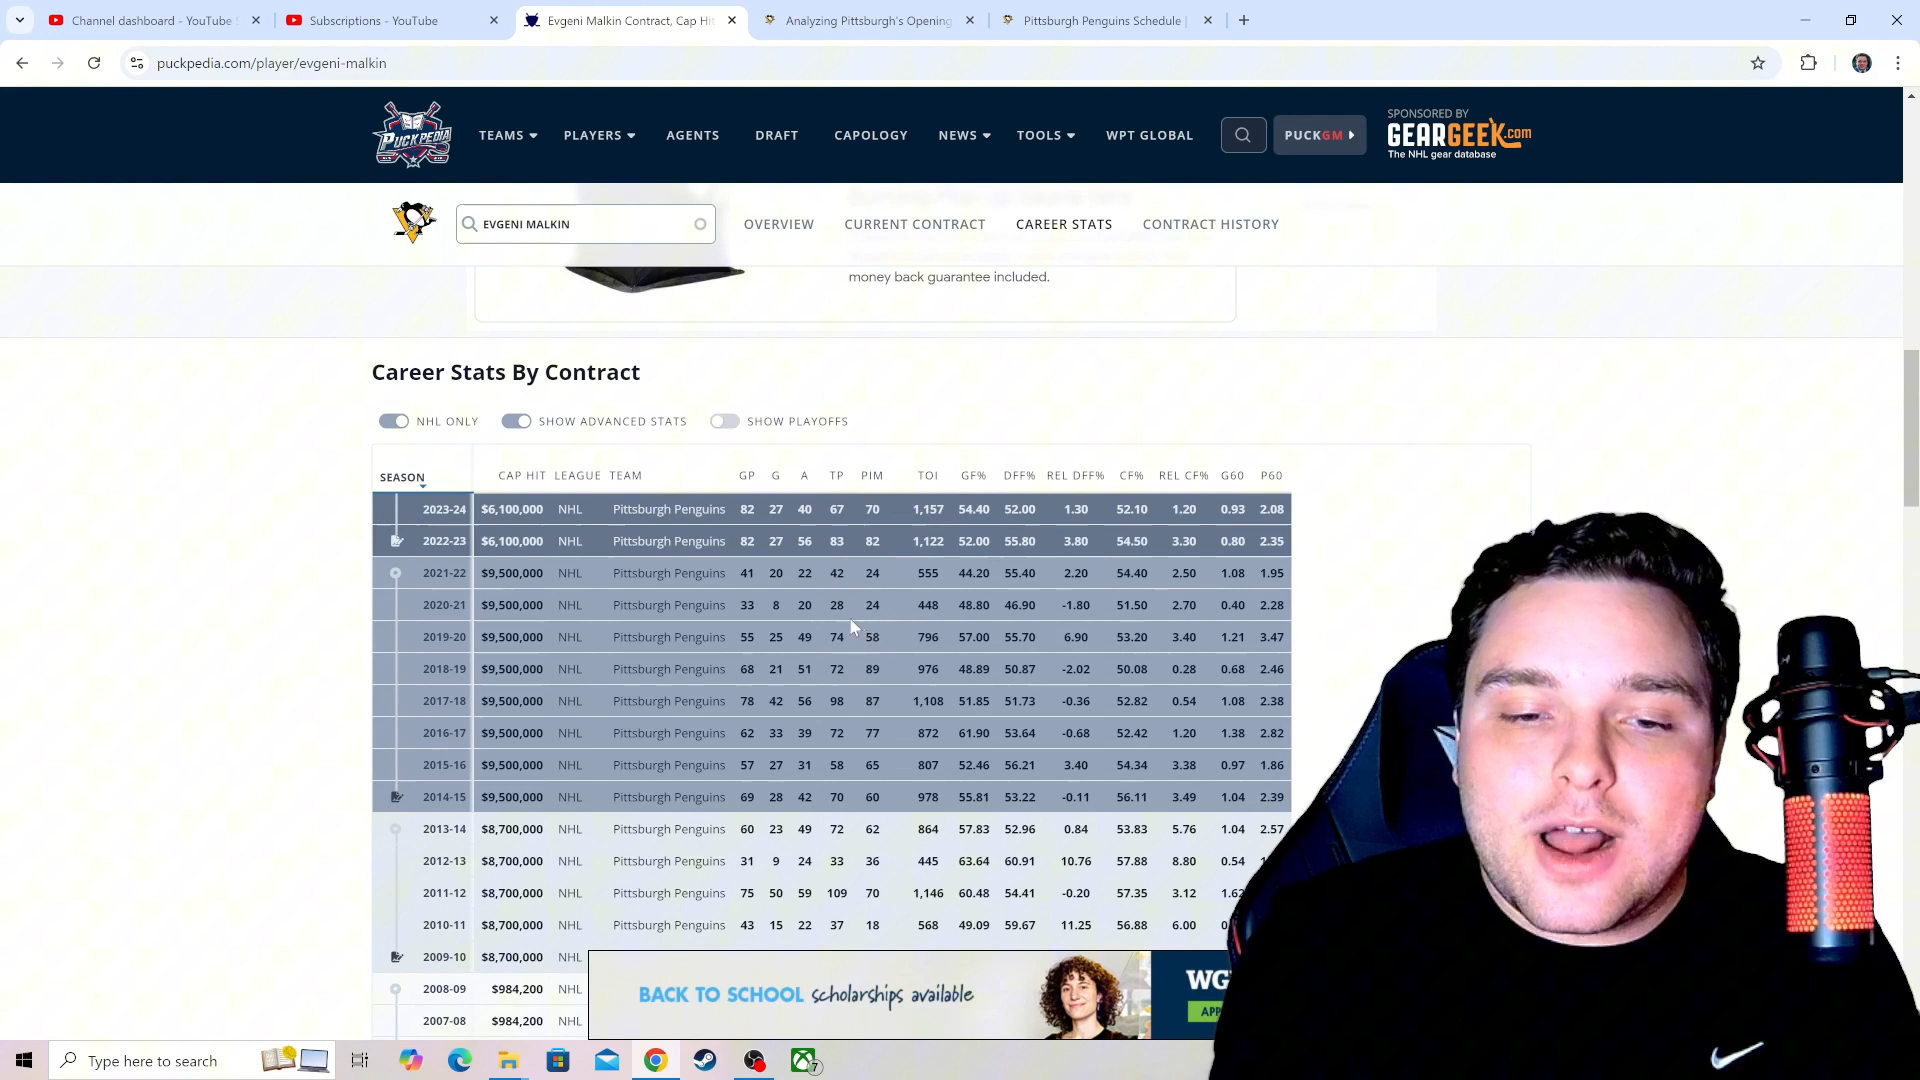 Channel dashboard - YouTube S
Subscriptions - YouTube
Evgeni Malkin Contract, Cap Hit
Analyzing Pittsburgh's Opening
Pittsburgh Penguins Schedule |
puckpedia.com/player/evgeni-malkin
PUCKPEDIA
TEAMS
PLAYERS
AGENTS
DRAFT
CAPOLOGY
NEWS
TOOLS
WPT GLOBAL
PUCKGM
SPONSORED BY
GEARGEEK.com
The NHL gear database
EVGENI MALKIN
OVERVIEW
CURRENT CONTRACT
CAREER STATS
CONTRACT HISTORY
money back guarantee included.
Career Stats By Contract
NHL ONLY
SHOW ADVANCED STATS
SHOW PLAYOFFS
SEASON CAP HIT LEAGUE TEAM GP G A TP PIM TOI GF% DFF% REL DFF% CF% REL CF% G60 P60
2023-24 $6,100,000 NHL Pittsburgh Penguins 82 27 40 67 70 1,157 54.40 52.00 1.30 52.10 1.20 0.93 2.08
2022-23 $6,100,000 NHL Pittsburgh Penguins 82 27 56 83 82 1,122 52.00 55.80 3.80 54.50 3.30 0.80 2.35
2021-22 $9,500,000 NHL Pittsburgh Penguins 41 20 22 42 24 555 44.20 55.40 2.20 54.40 2.50 1.08 1.95
2020-21 $9,500,000 NHL Pittsburgh Penguins 33 8 20 28 24 448 48.80 46.90 -1.80 51.50 2.70 0.40 2.28
2019-20 $9,500,000 NHL Pittsburgh Penguins 55 25 49 74 58 796 57.00 55.70 6.90 53.20 3.40 1.21 3.47
2018-19 $9,500,000 NHL Pittsburgh Penguins 68 21 51 72 89 976 48.89 50.87 -2.02 50.08 0.28 0.68 2.46
2017-18 $9,500,000 NHL Pittsburgh Penguins 78 42 56 98 87 1,108 51.85 51.73 -0.36 52.82 0.54 1.08 2.38
2016-17 $9,500,000 NHL Pittsburgh Penguins 62 33 39 72 77 872 61.90 53.64 -0.68 52.42 1.20 1.38 2.82
2015-16 $9,500,000 NHL Pittsburgh Penguins 57 27 31 58 65 807 52.46 56.21 3.40 54.34 3.38 0.97 1.86
2014-15 $9,500,000 NHL Pittsburgh Penguins 69 28 42 70 60 978 55.81 53.22 -0.11 56.11 3.49 1.04 2.39
2013-14 $8,700,000 NHL Pittsburgh Penguins 60 23 49 72 62 864 57.83 52.96 0.84 53.83 5.76 1.04 2.57
2012-13 $8,700,000 NHL Pittsburgh Penguins 31 9 24 33 36 445 63.64 60.91 10.76 57.88 8.80 0.54
2011-12 $8,700,000 NHL Pittsburgh Penguins 75 50 59 109 70 1,146 60.48 54.41 -0.20 57.35 3.12 1.62
2010-11 $8,700,000 NHL Pittsburgh Penguins 43 15 22 37 18 568 49.09 59.67 11.25 56.88 6.00
2009-10 $8,700,000 NHL
2008-09 $984,200 NHL
2007-08 $984,200 NHL
BACK TO SCHOOL scholarships available
WG
APP
Type here to search
7